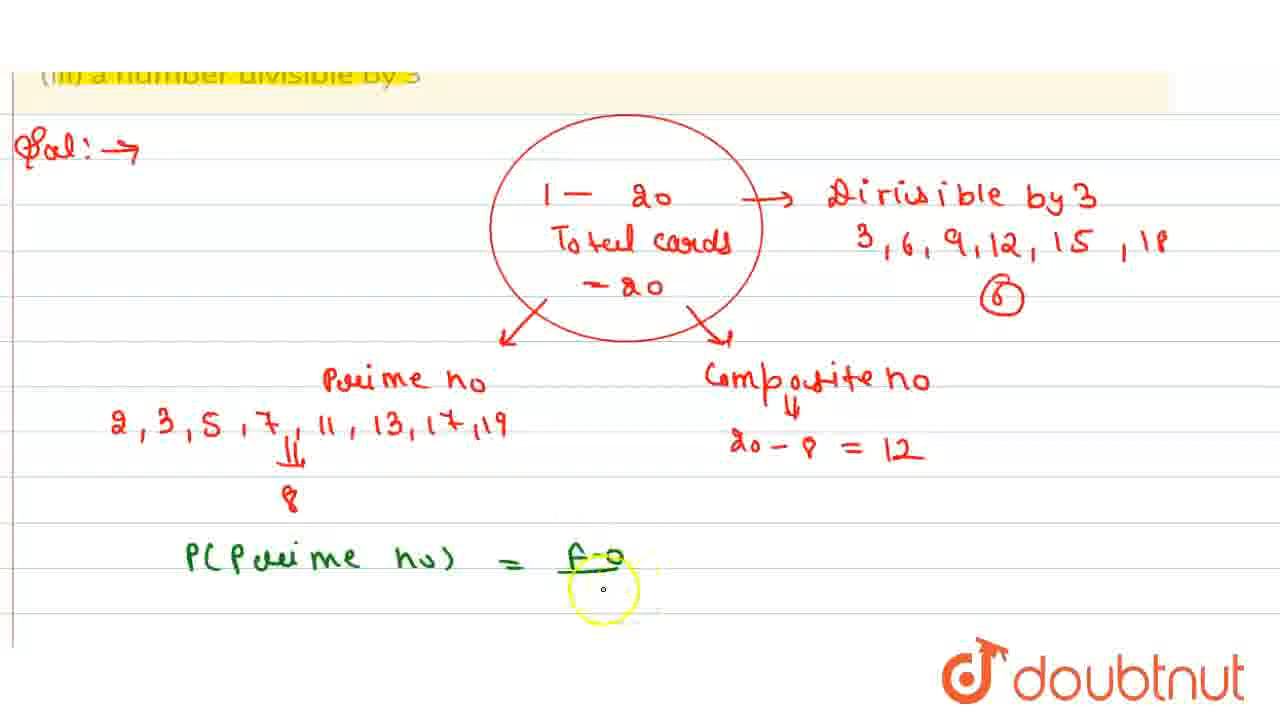 (iii) a number divisible by 3
Sol: →
1 — 20
Total cards
= 20
→ Divisible by 3
3, 6, 9, 12, 15, 18
6
Prime no
2, 3, 5, 7, 11, 13, 17, 19
⇓
8
Composite no
⇓
20 - 8 = 12
P(Prime no) = F-O
doubtnut